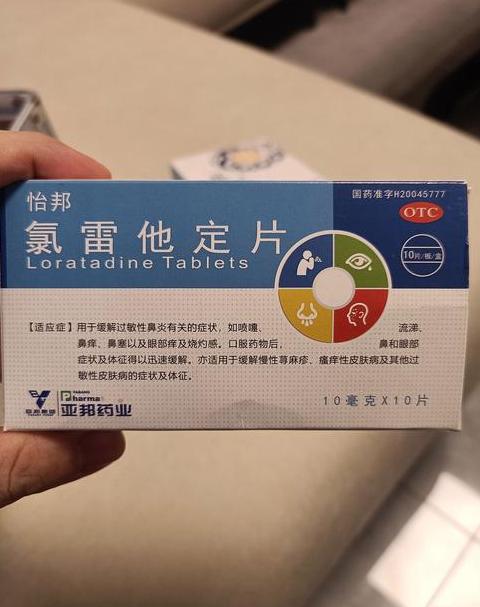 怡邦
国药准字H20045777
OTC
氯雷他定片
Loratadine Tablets
10片/板/盒
【适应症】用于缓解过敏性鼻炎有关的症状，如喷嚏、流涕、
鼻痒、鼻塞以及眼部痒及烧灼感。口服药物后，鼻和眼部
症状及体征得以迅速缓解。亦适用于缓解慢性荨麻疹、瘙痒性皮肤病及其他过
敏性皮肤病的症状及体征。
亚邦集团
YABANG
Pharma
亚邦药业
10毫克X10片